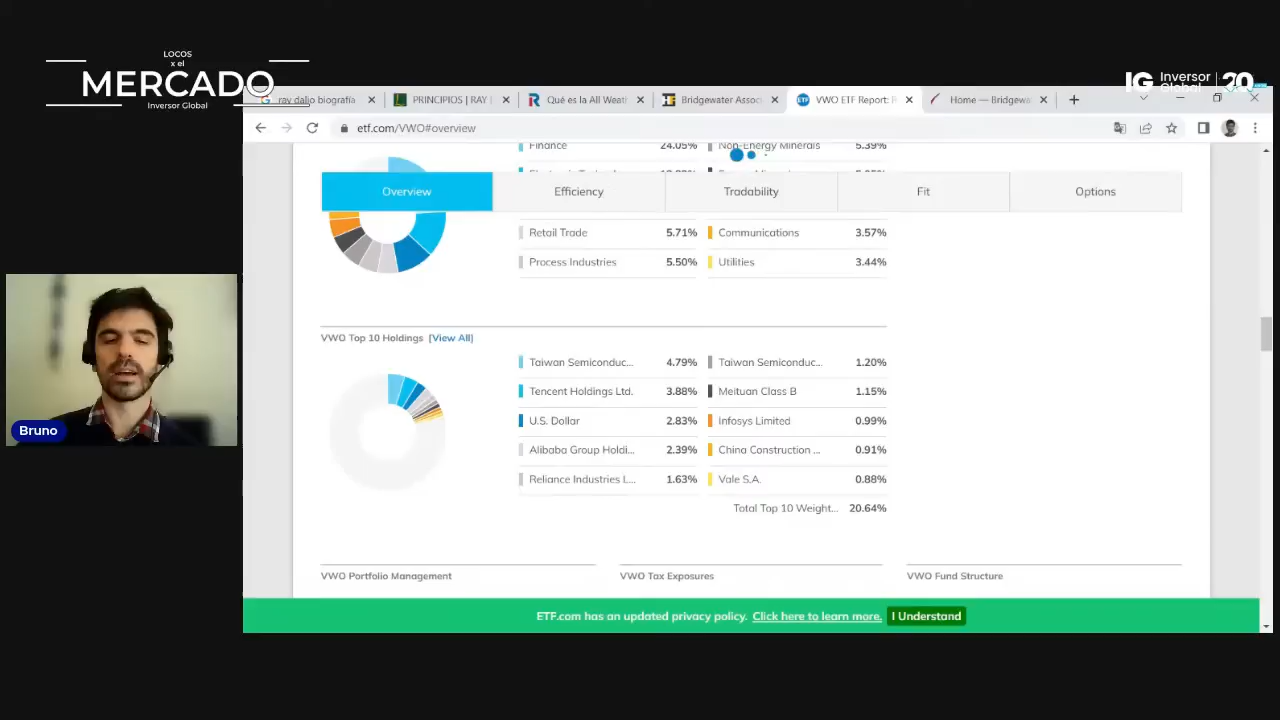 LOCOS
x el
MERCADO
Inversor Global
IG Inversor Global 20
ray dalio biografía
PRINCIPIOS | RAY
Qué es la All Weat
Bridgewater Assoc
VWO ETF Report:
Home — Bridgewa
etf.com/VWO#overview
Finance 24.05% Non-Energy Minerals 5.39%
Overview Efficiency Tradability Fit Options
Retail Trade 5.71% Communications 3.57%
Process Industries 5.50% Utilities 3.44%
VWO Top 10 Holdings [View All]
Taiwan Semiconduc... 4.79% Taiwan Semiconduc... 1.20%
Tencent Holdings Ltd. 3.88% Meituan Class B 1.15%
U.S. Dollar 2.83% Infosys Limited 0.99%
Alibaba Group Holdi... 2.39% China Construction ... 0.91%
Reliance Industries L... 1.63% Vale S.A. 0.88%
Total Top 10 Weight... 20.64%
Bruno
VWO Portfolio Management VWO Tax Exposures VWO Fund Structure
ETF.com has an updated privacy policy. Click here to learn more. I Understand